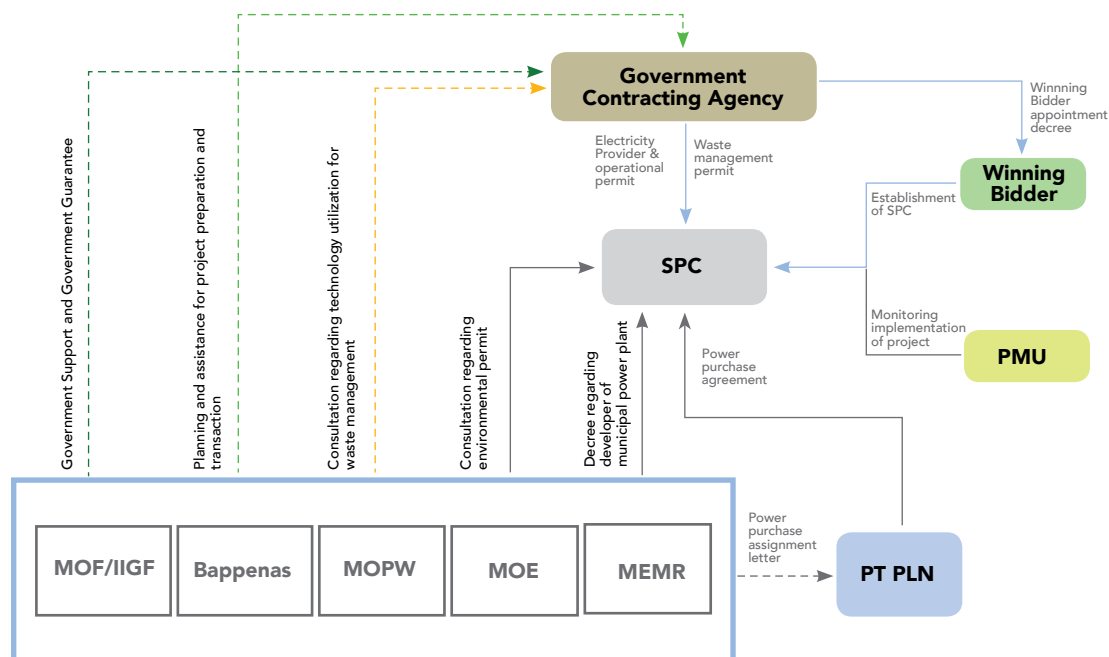 Government
Contracting Agency
Winnning
Bidder
appointment
decree
Electricity
Provider &
operational
permit
Waste
management
permit
Winning
Bidder
Establishment
of SPC
SPC
Monitoring
implementation
of project
PMU
Government Support and Government Guarantee
Planning and assistance for project preparation and
transaction
Consultation regarding technology utilization for
waste management
Consultation regarding
environmental permit
Decree regarding
developer of
municipal power plant
Power
purchase
agreement
MOF/IIGF
Bappenas
MOPW
MOE
MEMR
Power
purchase
assignment
letter
PT PLN